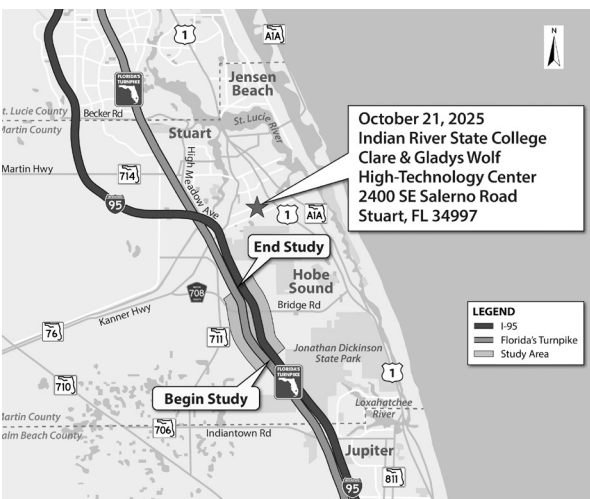 1
A1A
N
FLORIDA'S
TURNPIKE
Jensen
Beach
t. Lucie County
Martin County
Becker Rd
St. Lucie River
Stuart
October 21, 2025
Indian River State College
Clare & Gladys Wolf
High-Technology Center
2400 SE Salerno Road
Stuart, FL 34997
Martin Hwy
714
High Meadow Ave
95
1
A1A
End Study
Hobe
Sound
708
Bridge Rd
Kanner Hwy
76
711
LEGEND
I-95
Florida's Turnpike
Study Area
Jonathan Dickinson
State Park
1
FLORIDA'S
TURNPIKE
710
Begin Study
Loxahatchee
River
Martin County
alm Beach County
706
Indiantown Rd
Jupiter
811
95